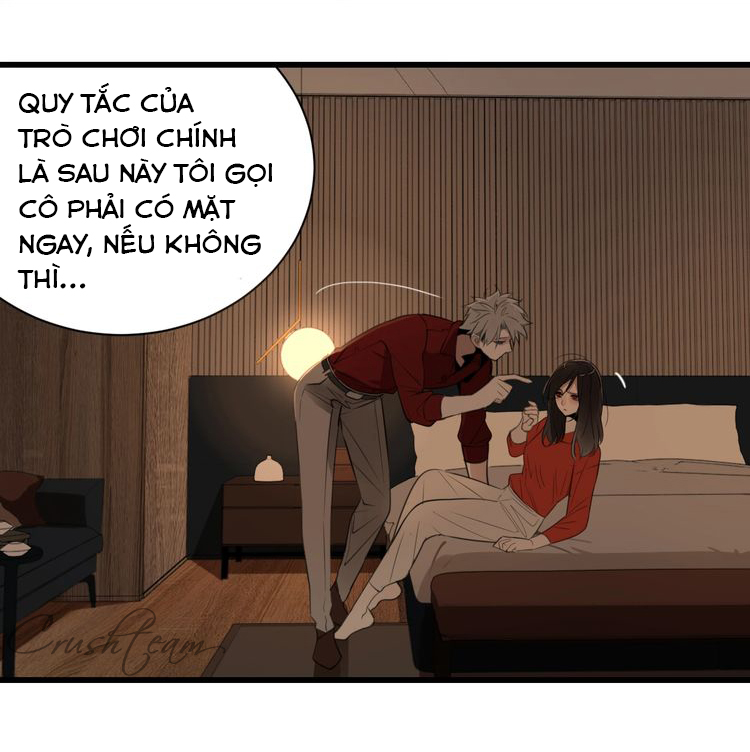 QUY TẮC CỦA
TRÒ CHƠI CHÍNH
LÀ SAU NÀY TÔI GỌI
CÔ PHẢI CÓ MẶT
NGAY, NẾU KHÔNG
THÌ...
Crushteam